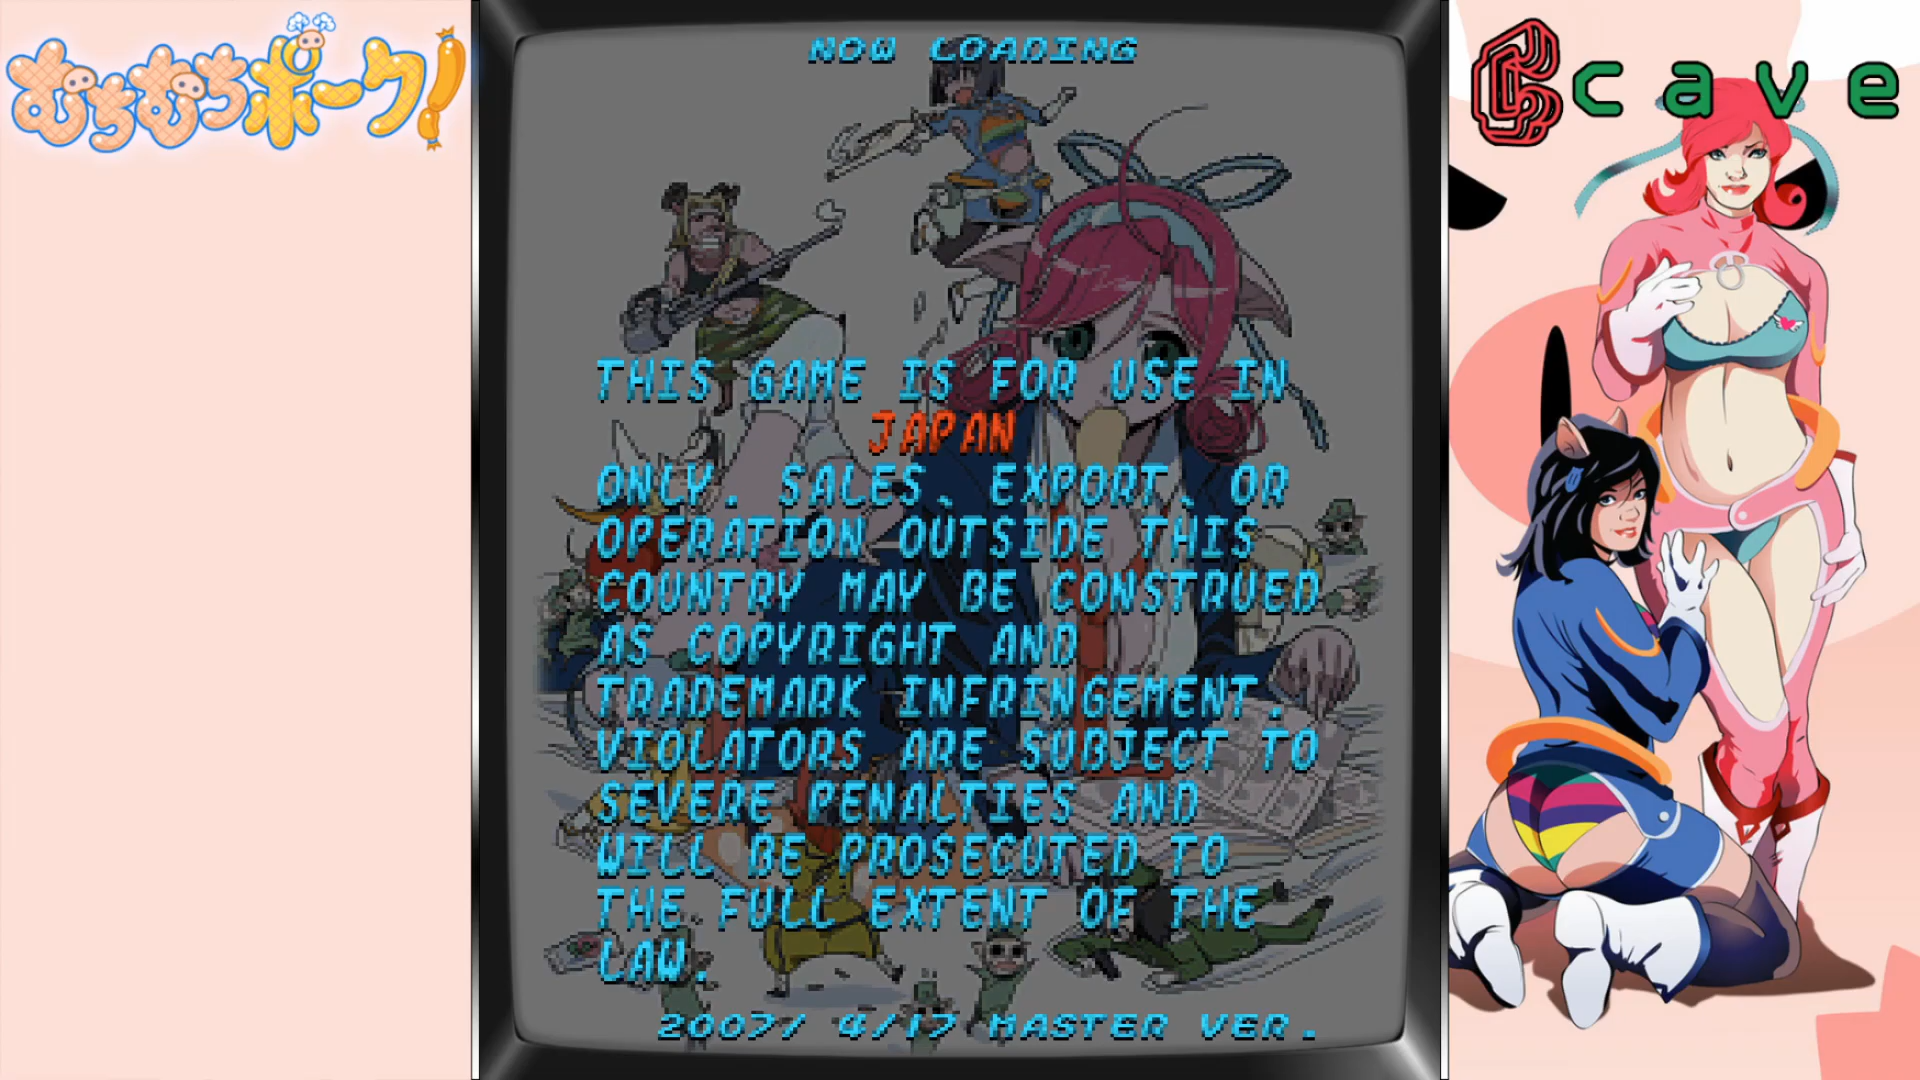 むちむちポーク!
NOW LOADING
cave
THIS GAME IS FOR USE IN
JAPAN
ONLY. SALES, EXPORT, OR
OPERATION OUTSIDE THIS
COUNTRY MAY BE CONSTRUED
AS COPYRIGHT AND
TRADEMARK INFRINGEMENT.
VIOLATORS ARE SUBJECT TO
SEVERE PENALTIES AND
WILL BE PROSECUTED TO
THE FULL EXTENT OF THE
LAW.
2007/ 4/17 MASTER VER.